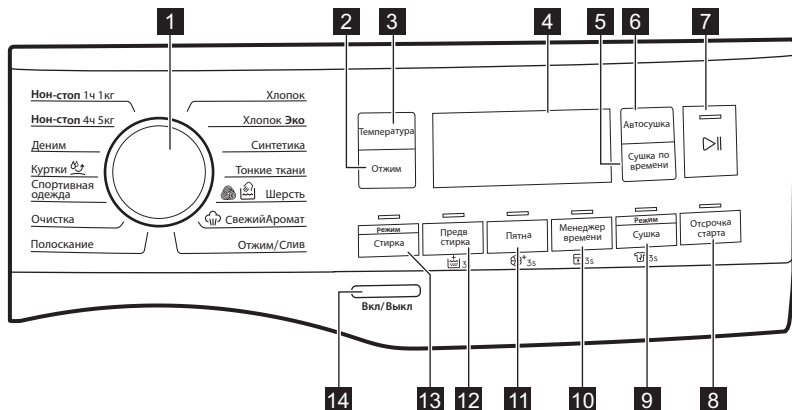 1
2
3
4
5
6
7
Нон-стоп 1ч 1кг
Нон-стоп 4ч 5кг
Деним
Куртки
Спортивная
одежда
Очистка
Полоскание
Хлопок
Хлопок Эко
Синтетика
Тонкие ткани
Шерсть
СвежийАромат
Отжим/Слив
Температура
Отжим
Автосушка
Сушка по
времени
Режим
Стирка
Предв
стирка
3
Пятна
3s
Менеджер
времени
3s
Режим
Сушка
3s
Отсрочка
старта
Вкл/Выкл
14
13
12
11
10
9
8